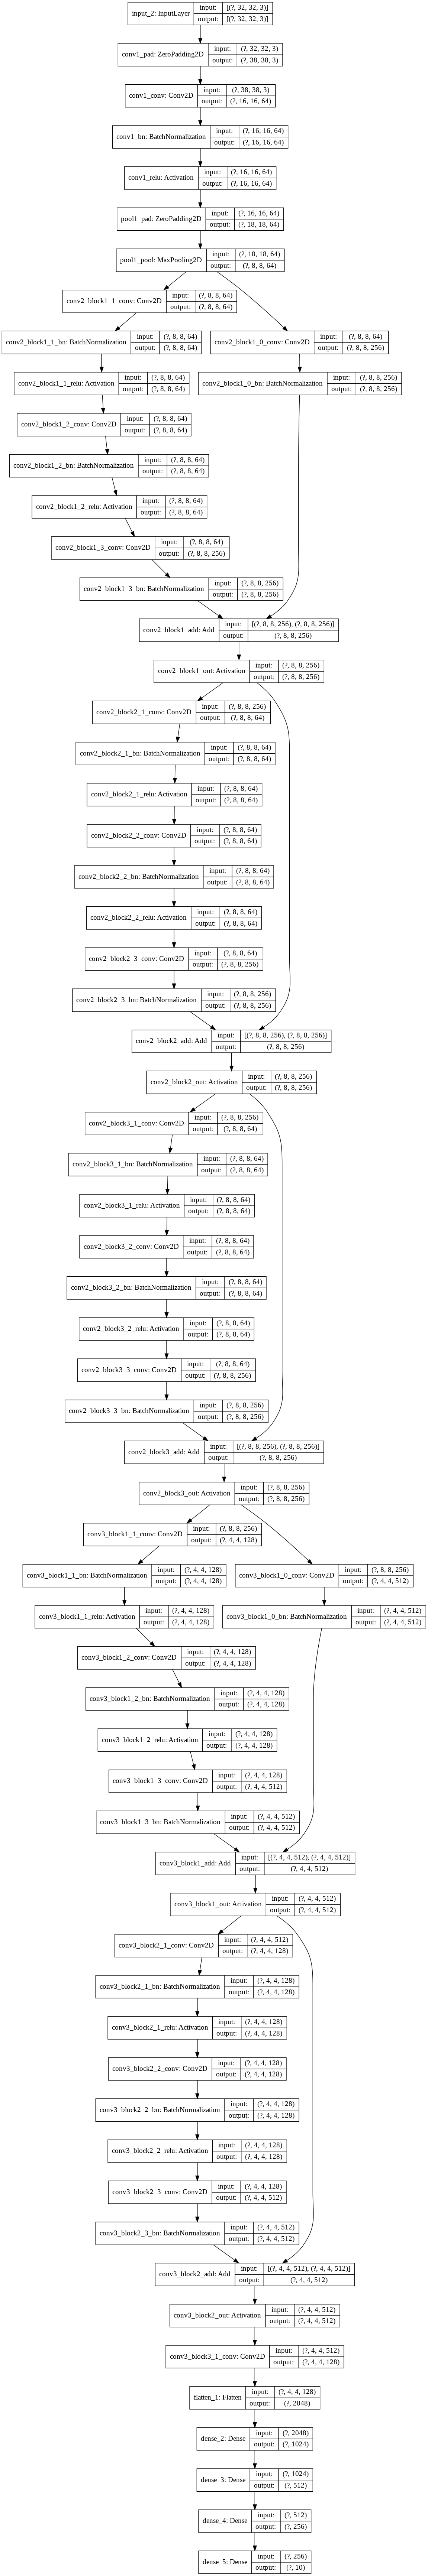 input_2: InputLayer
input: [(?, 32, 32, 3)]
output: [(?, 32, 32, 3)]
conv1_pad: ZeroPadding2D
input: (?, 32, 32, 3)
output: (?, 38, 38, 3)
conv1_conv: Conv2D
input: (?, 38, 38, 3)
output: (?, 16, 16, 64)
conv1_bn: BatchNormalization
input: (?, 16, 16, 64)
output: (?, 16, 16, 64)
conv1_relu: Activation
input: (?, 16, 16, 64)
output: (?, 16, 16, 64)
pool1_pad: ZeroPadding2D
input: (?, 16, 16, 64)
output: (?, 18, 18, 64)
pool1_pool: MaxPooling2D
input: (?, 18, 18, 64)
output: (?, 8, 8, 64)
conv2_block1_1_conv: Conv2D
input: (?, 8, 8, 64)
output: (?, 8, 8, 64)
conv2_block1_1_bn: BatchNormalization
input: (?, 8, 8, 64)
output: (?, 8, 8, 64)
conv2_block1_0_conv: Conv2D
input: (?, 8, 8, 64)
output: (?, 8, 8, 256)
conv2_block1_1_relu: Activation
input: (?, 8, 8, 64)
output: (?, 8, 8, 64)
conv2_block1_0_bn: BatchNormalization
input: (?, 8, 8, 256)
output: (?, 8, 8, 256)
conv2_block1_2_conv: Conv2D
input: (?, 8, 8, 64)
output: (?, 8, 8, 64)
conv2_block1_2_bn: BatchNormalization
input: (?, 8, 8, 64)
output: (?, 8, 8, 64)
conv2_block1_2_relu: Activation
input: (?, 8, 8, 64)
output: (?, 8, 8, 64)
conv2_block1_3_conv: Conv2D
input: (?, 8, 8, 64)
output: (?, 8, 8, 256)
conv2_block1_3_bn: BatchNormalization
input: (?, 8, 8, 256)
output: (?, 8, 8, 256)
conv2_block1_add: Add
input: [(?, 8, 8, 256), (?, 8, 8, 256)]
output: (?, 8, 8, 256)
conv2_block1_out: Activation
input: (?, 8, 8, 256)
output: (?, 8, 8, 256)
conv2_block2_1_conv: Conv2D
input: (?, 8, 8, 256)
output: (?, 8, 8, 64)
conv2_block2_1_bn: BatchNormalization
input: (?, 8, 8, 64)
output: (?, 8, 8, 64)
conv2_block2_1_relu: Activation
input: (?, 8, 8, 64)
output: (?, 8, 8, 64)
conv2_block2_2_conv: Conv2D
input: (?, 8, 8, 64)
output: (?, 8, 8, 64)
conv2_block2_2_bn: BatchNormalization
input: (?, 8, 8, 64)
output: (?, 8, 8, 64)
conv2_block2_2_relu: Activation
input: (?, 8, 8, 64)
output: (?, 8, 8, 64)
conv2_block2_3_conv: Conv2D
input: (?, 8, 8, 64)
output: (?, 8, 8, 256)
conv2_block2_3_bn: BatchNormalization
input: (?, 8, 8, 256)
output: (?, 8, 8, 256)
conv2_block2_add: Add
input: [(?, 8, 8, 256), (?, 8, 8, 256)]
output: (?, 8, 8, 256)
conv2_block2_out: Activation
input: (?, 8, 8, 256)
output: (?, 8, 8, 256)
conv2_block3_1_conv: Conv2D
input: (?, 8, 8, 256)
output: (?, 8, 8, 64)
conv2_block3_1_bn: BatchNormalization
input: (?, 8, 8, 64)
output: (?, 8, 8, 64)
conv2_block3_1_relu: Activation
input: (?, 8, 8, 64)
output: (?, 8, 8, 64)
conv2_block3_2_conv: Conv2D
input: (?, 8, 8, 64)
output: (?, 8, 8, 64)
conv2_block3_2_bn: BatchNormalization
input: (?, 8, 8, 64)
output: (?, 8, 8, 64)
conv2_block3_2_relu: Activation
input: (?, 8, 8, 64)
output: (?, 8, 8, 64)
conv2_block3_3_conv: Conv2D
input: (?, 8, 8, 64)
output: (?, 8, 8, 256)
conv2_block3_3_bn: BatchNormalization
input: (?, 8, 8, 256)
output: (?, 8, 8, 256)
conv2_block3_add: Add
input: [(?, 8, 8, 256), (?, 8, 8, 256)]
output: (?, 8, 8, 256)
conv2_block3_out: Activation
input: (?, 8, 8, 256)
output: (?, 8, 8, 256)
conv3_block1_1_conv: Conv2D
input: (?, 8, 8, 256)
output: (?, 4, 4, 128)
conv3_block1_1_bn: BatchNormalization
input: (?, 4, 4, 128)
output: (?, 4, 4, 128)
conv3_block1_0_conv: Conv2D
input: (?, 8, 8, 256)
output: (?, 4, 4, 512)
conv3_block1_1_relu: Activation
input: (?, 4, 4, 128)
output: (?, 4, 4, 128)
conv3_block1_0_bn: BatchNormalization
input: (?, 4, 4, 512)
output: (?, 4, 4, 512)
conv3_block1_2_conv: Conv2D
input: (?, 4, 4, 128)
output: (?, 4, 4, 128)
conv3_block1_2_bn: BatchNormalization
input: (?, 4, 4, 128)
output: (?, 4, 4, 128)
conv3_block1_2_relu: Activation
input: (?, 4, 4, 128)
output: (?, 4, 4, 128)
conv3_block1_3_conv: Conv2D
input: (?, 4, 4, 128)
output: (?, 4, 4, 512)
conv3_block1_3_bn: BatchNormalization
input: (?, 4, 4, 512)
output: (?, 4, 4, 512)
conv3_block1_add: Add
input: [(?, 4, 4, 512), (?, 4, 4, 512)]
output: (?, 4, 4, 512)
conv3_block1_out: Activation
input: (?, 4, 4, 512)
output: (?, 4, 4, 512)
conv3_block2_1_conv: Conv2D
input: (?, 4, 4, 512)
output: (?, 4, 4, 128)
conv3_block2_1_bn: BatchNormalization
input: (?, 4, 4, 128)
output: (?, 4, 4, 128)
conv3_block2_1_relu: Activation
input: (?, 4, 4, 128)
output: (?, 4, 4, 128)
conv3_block2_2_conv: Conv2D
input: (?, 4, 4, 128)
output: (?, 4, 4, 128)
conv3_block2_2_bn: BatchNormalization
input: (?, 4, 4, 128)
output: (?, 4, 4, 128)
conv3_block2_2_relu: Activation
input: (?, 4, 4, 128)
output: (?, 4, 4, 128)
conv3_block2_3_conv: Conv2D
input: (?, 4, 4, 128)
output: (?, 4, 4, 512)
conv3_block2_3_bn: BatchNormalization
input: (?, 4, 4, 512)
output: (?, 4, 4, 512)
conv3_block2_add: Add
input: [(?, 4, 4, 512), (?, 4, 4, 512)]
output: (?, 4, 4, 512)
conv3_block2_out: Activation
input: (?, 4, 4, 512)
output: (?, 4, 4, 512)
conv3_block3_1_conv: Conv2D
input: (?, 4, 4, 512)
output: (?, 4, 4, 128)
flatten_1: Flatten
input: (?, 4, 4, 128)
output: (?, 2048)
dense_2: Dense
input: (?, 2048)
output: (?, 1024)
dense_3: Dense
input: (?, 1024)
output: (?, 512)
dense_4: Dense
input: (?, 512)
output: (?, 256)
dense_5: Dense
input: (?, 256)
output: (?, 10)